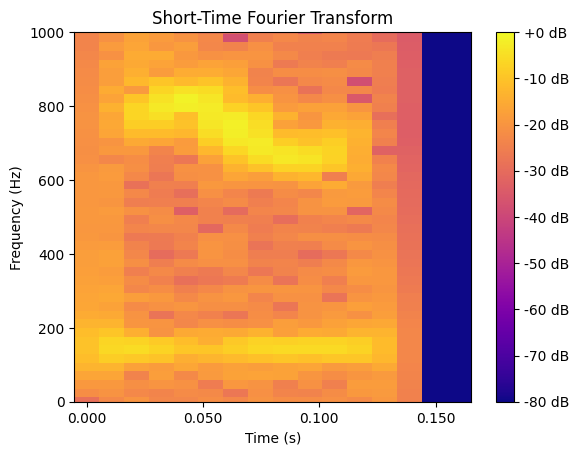 Short-Time Fourier Transform
1000
800
600
400
200
0
Frequency (Hz)
0.000
0.050
0.100
0.150
Time (s)
+0 dB
-10 dB
-20 dB
-30 dB
-40 dB
-50 dB
-60 dB
-70 dB
-80 dB